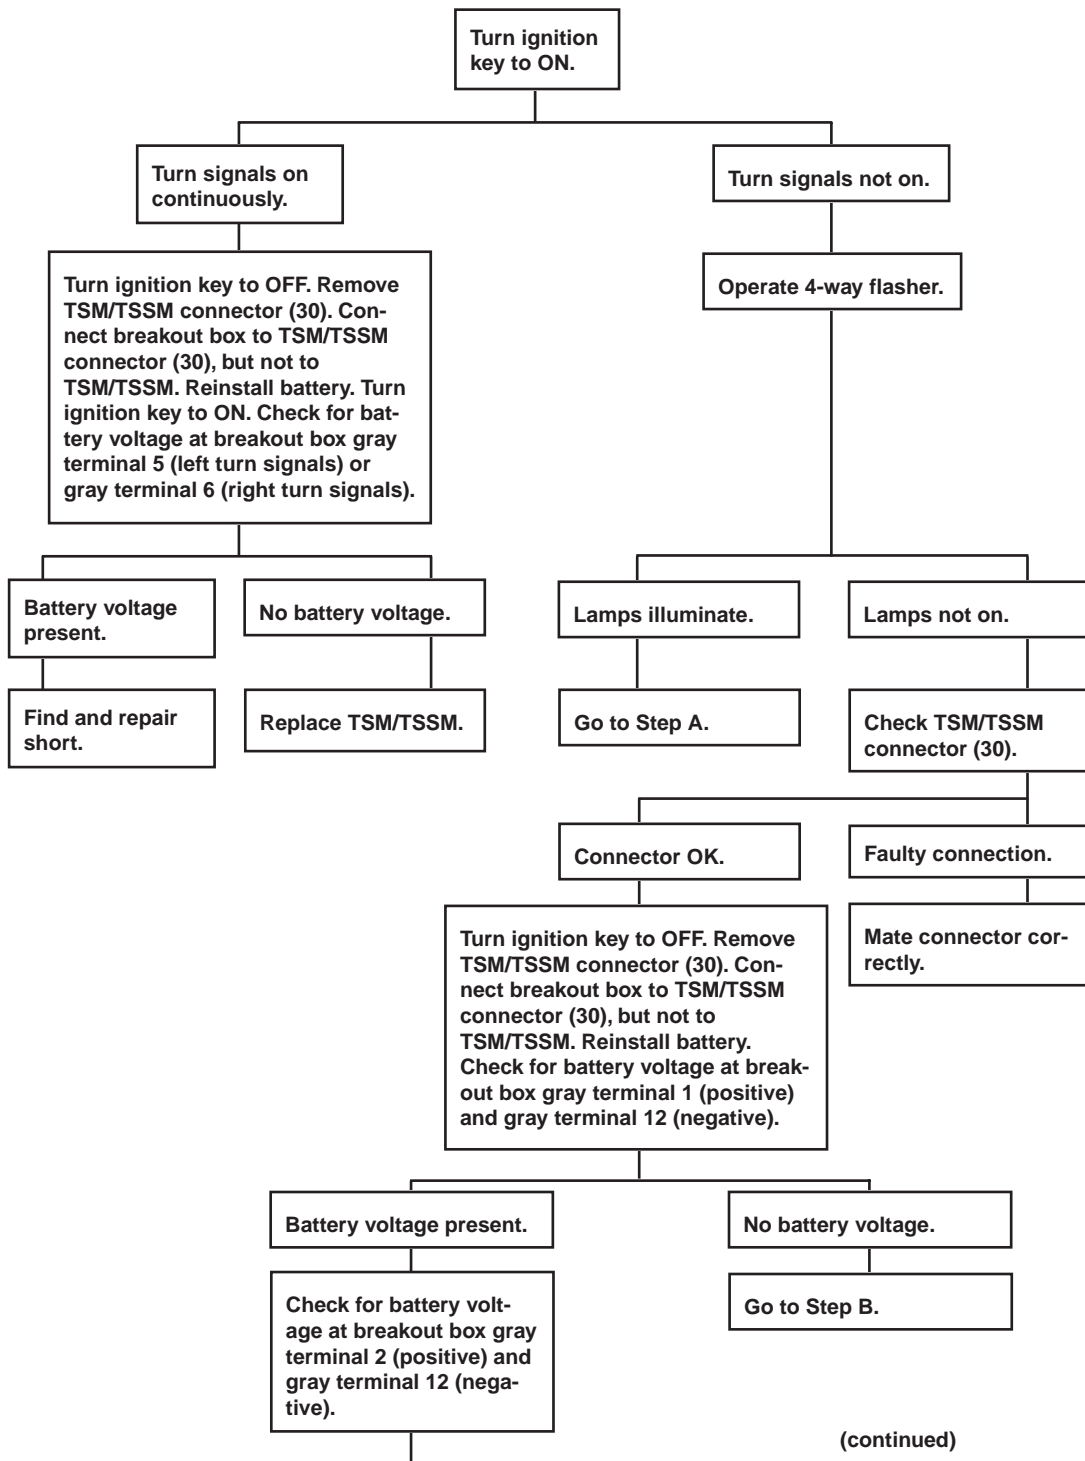 Turn ignition
key to ON.
Turn signals on
continuously.
Turn signals not on.
Turn ignition key to OFF. Remove
TSM/TSSM connector (30). Con-
nect breakout box to TSM/TSSM
connector (30), but not to
TSM/TSSM. Reinstall battery. Turn
ignition key to ON. Check for bat-
tery voltage at breakout box gray
terminal 5 (left turn signals) or
gray terminal 6 (right turn signals).
Operate 4-way flasher.
Battery voltage
present.
No battery voltage.
Lamps illuminate.
Lamps not on.
Find and repair
short.
Replace TSM/TSSM.
Go to Step A.
Check TSM/TSSM
connector (30).
Connector OK.
Faulty connection.
Turn ignition key to OFF. Remove
TSM/TSSM connector (30). Con-
nect breakout box to TSM/TSSM
connector (30), but not to
TSM/TSSM. Reinstall battery.
Check for battery voltage at break-
out box gray terminal 1 (positive)
and gray terminal 12 (negative).
Mate connector cor-
rectly.
Battery voltage present.
No battery voltage.
Check for battery volt-
age at breakout box gray
terminal 2 (positive) and
gray terminal 12 (nega-
tive).
Go to Step B.
(continued)